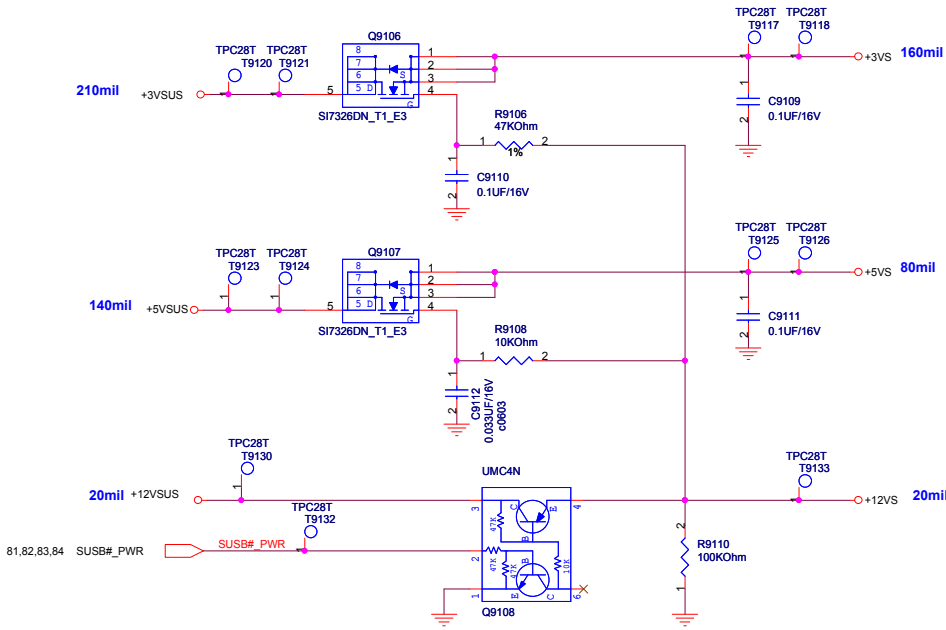 TPC28T TPC28T
T9117 T9118
Q9106
TPC28T TPC28T
T9120 T9121
8 1
7 2
6 S 3
5 D 4
G
160mil
+3VS
210mil
+3VSUS
1 1
5
SI7326DN_T1_E3
1
C9109
0.1UF/16V
2
R9106
47KOhm
1 2
1%
1
C9110
0.1UF/16V
2
TPC28T TPC28T
T9125 T9126
Q9107
TPC28T TPC28T
T9123 T9124
8 1
7 2
6 S 3
5 D 4
G
+5VS
80mil
140mil
+5VSUS
1 1
5
SI7326DN_T1_E3
1
C9111
0.1UF/16V
2
R9108
10KOhm
1 2
1
2
C9112
0.033UF/16V
c0603
TPC28T
T9130
1
UMC4N
TPC28T
T9133
20mil
+12VSUS
3 C E 4
B
47K
+12VS
20mil
TPC28T
T9132
81,82,83,84
SUSB#_PWR
SUSB#_PWR
2
47K
47K
B
10K
1 E C 6
Q9108
2
R9110
100KOhm
1